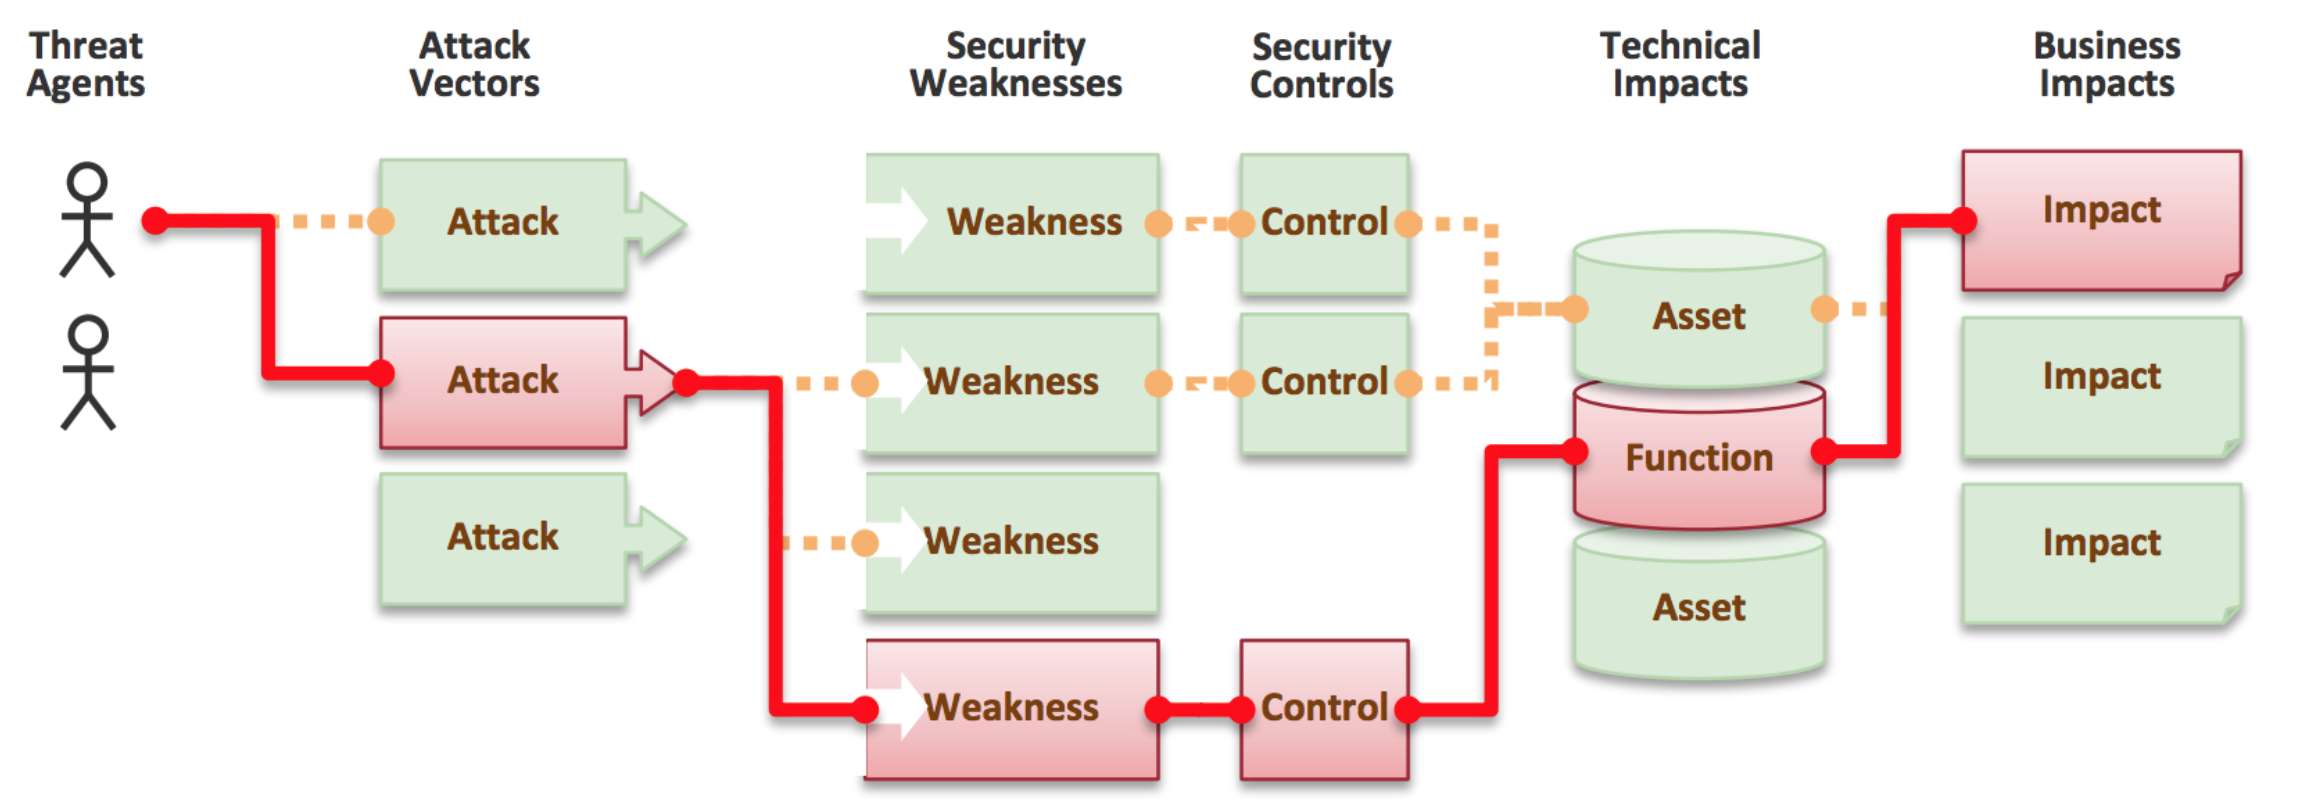 Threat
Agents
Attack
Vectors
Security
Weaknesses
Security
Controls
Technical
Impacts
Business
Impacts
Attack
Weakness
Control
Impact
Asset
Attack
Weakness
Control
Impact
Function
Attack
Weakness
Impact
Asset
Weakness
Control